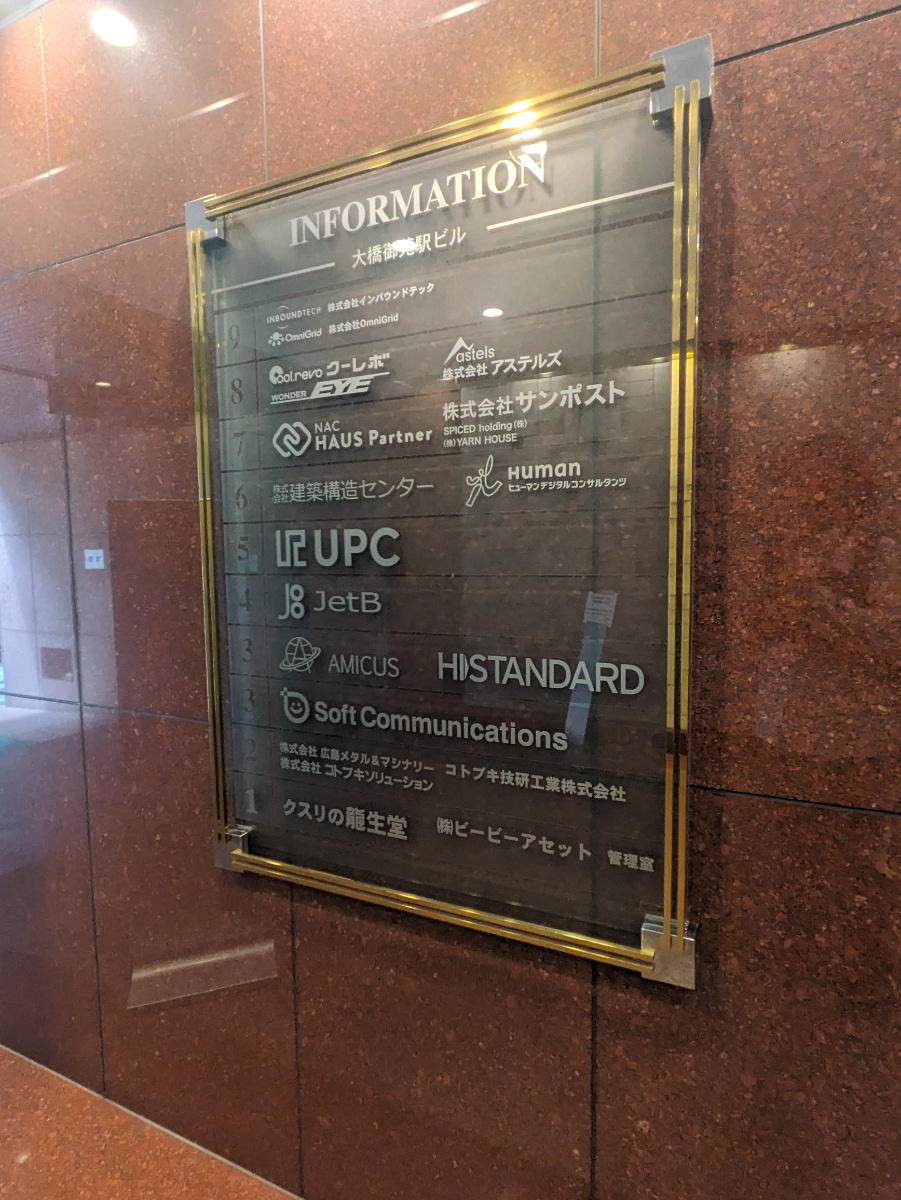 INFORMATION
大橋御苑駅ビル
9 INBOUNDTECH 株式会社インバウンドテック
OmniGrid 株式会社OmniGrid
8 Cool.revo クーレボ Astels
WONDER EYE 株式会社 アステルズ
7 NAC 株式会社サンポスト
HAUS Partner SPICED holding(株)
(株)YARN HOUSE
6 株式会社建築構造センター Human
ヒューマンデジタルコンサルタンツ
5 UPC
4 JetB
3 AMICUS HISTANDARD
3 Soft Communications
2 株式会社 広島メタル&マシナリー コトブキ技研工業株式会社
株式会社 コトブキソリューション
1 クスリの龍生堂 ㈱ビービーアセット 管理室